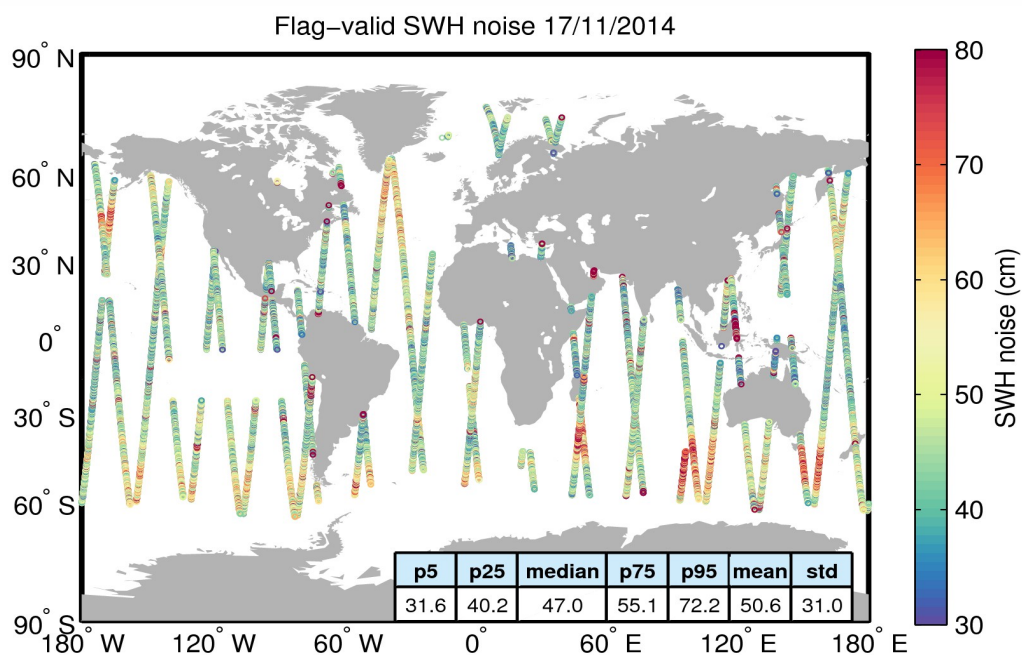 Flag−valid SWH noise 17/11/2014
90° N
60° N
30° N
0°
30° S
60° S
90° S
180° W
120° W
60° W
0°
60° E
120° E
180° E
80
70
60
50
40
30
SWH noise (cm)
p5 p25 median p75 p95 mean std
31.6 40.2 47.0 55.1 72.2 50.6 31.0